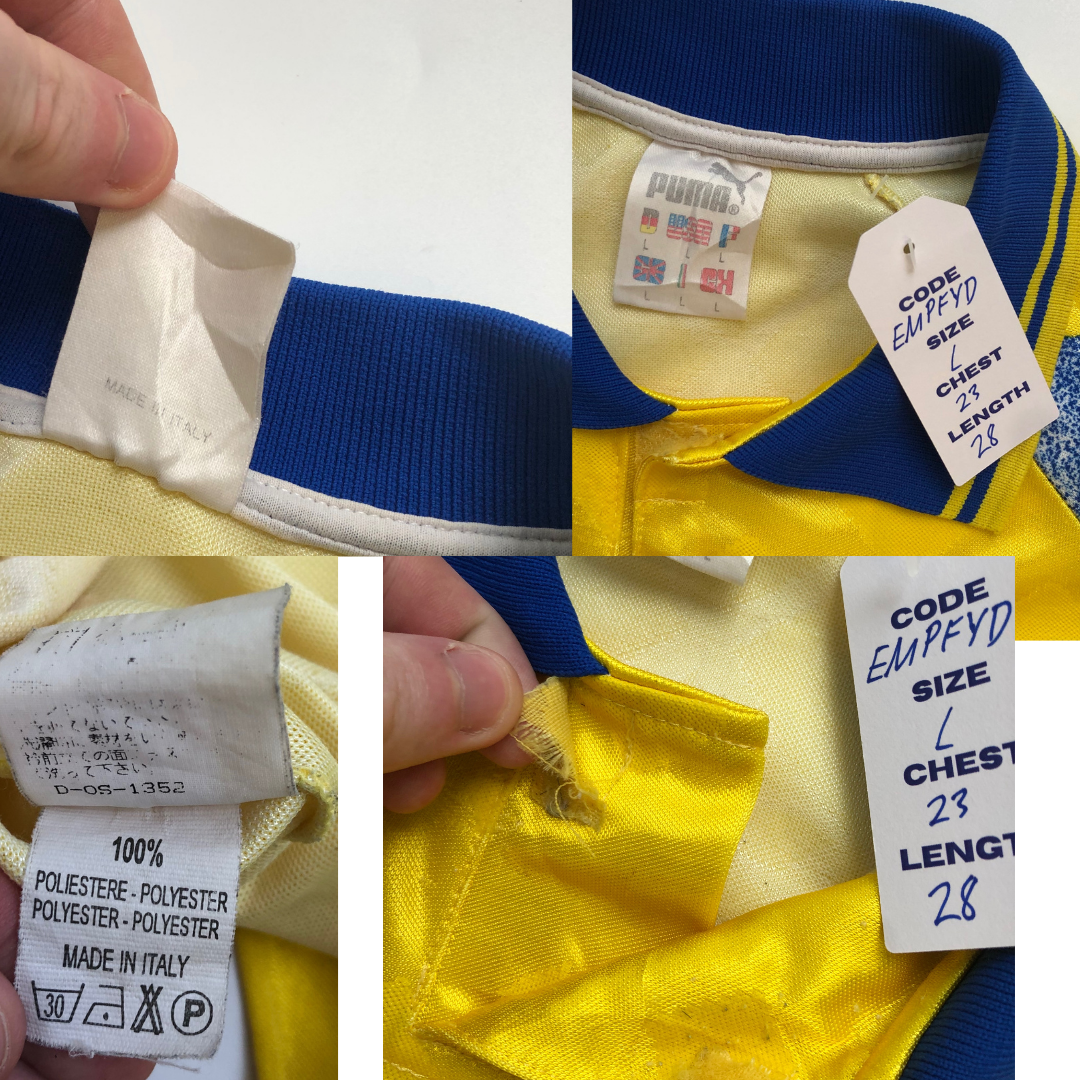 MADE IN ITALY
PUMA®
L L L
L L L
CODE
EMPFYD
SIZE
L
CHEST
23
LENGTH
28
D-OS-1352
100%
POLIESTERE - POLYESTER
POLYESTER - POLYESTER
MADE IN ITALY
30 P
CODE
EMPFYD
SIZE
L
CHEST
23
LENGT
28